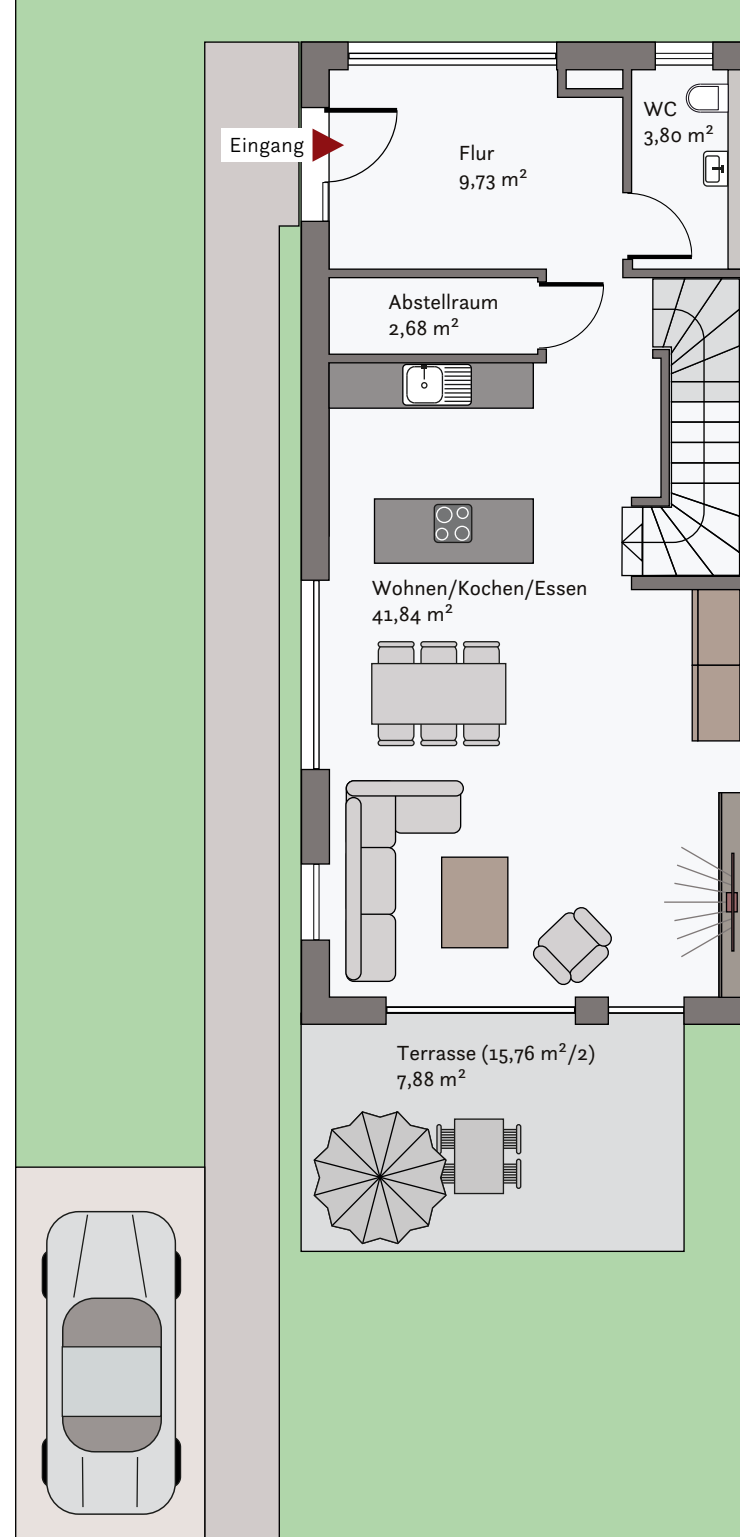 WC
3,80 m²
Eingang
Flur
9,73 m²
Abstellraum
2,68 m²
Wohnen/Kochen/Essen
41,84 m²
Terrasse (15,76 m²/2)
7,88 m²